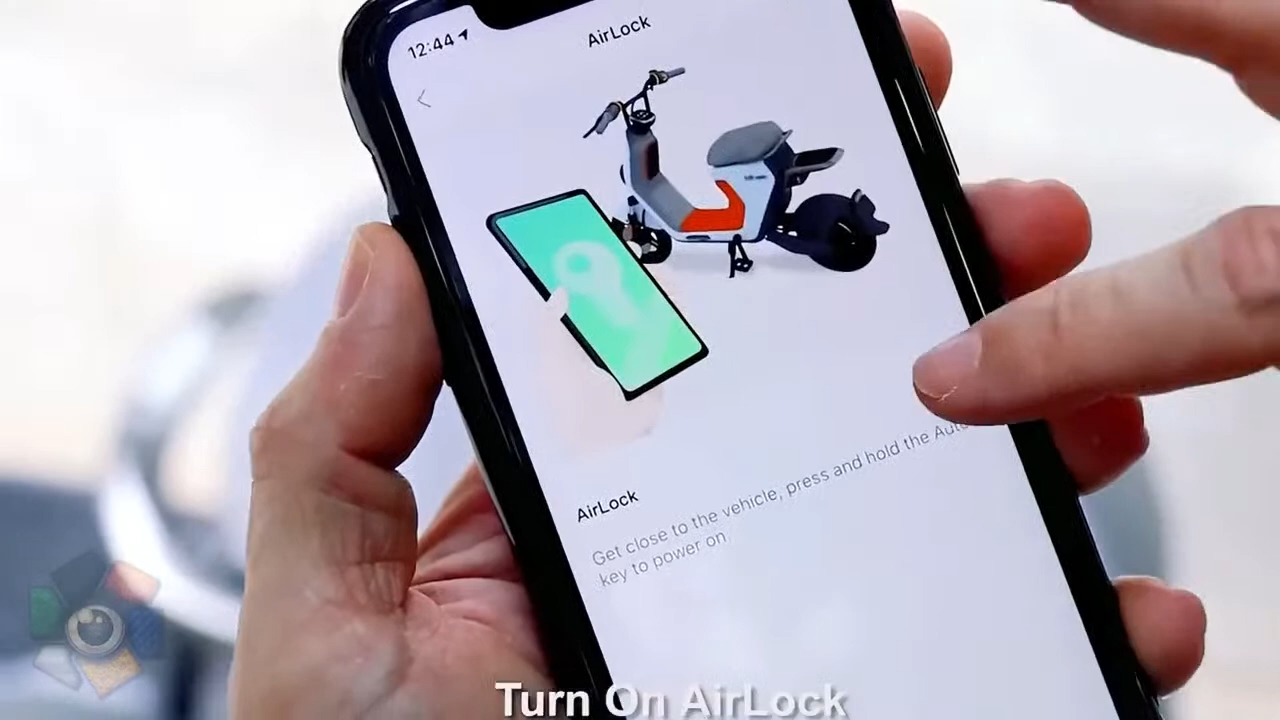 12:44
AirLock
AirLock
Get close to the vehicle, press and hold the Auto
key to power on
Turn On AirLock